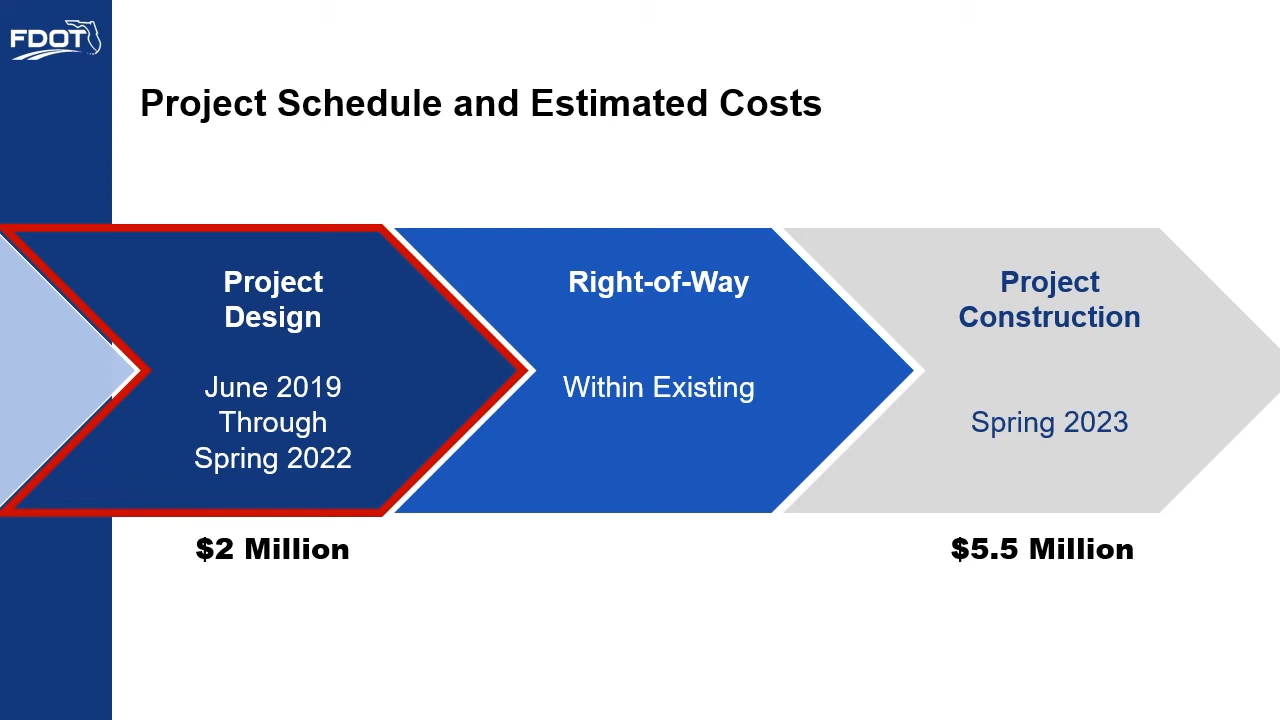 FDOT
Project Schedule and Estimated Costs
Project
Design
June 2019
Through
Spring 2022
$2 Million
Right-of-Way
Within Existing
Project
Construction
Spring 2023
$5.5 Million